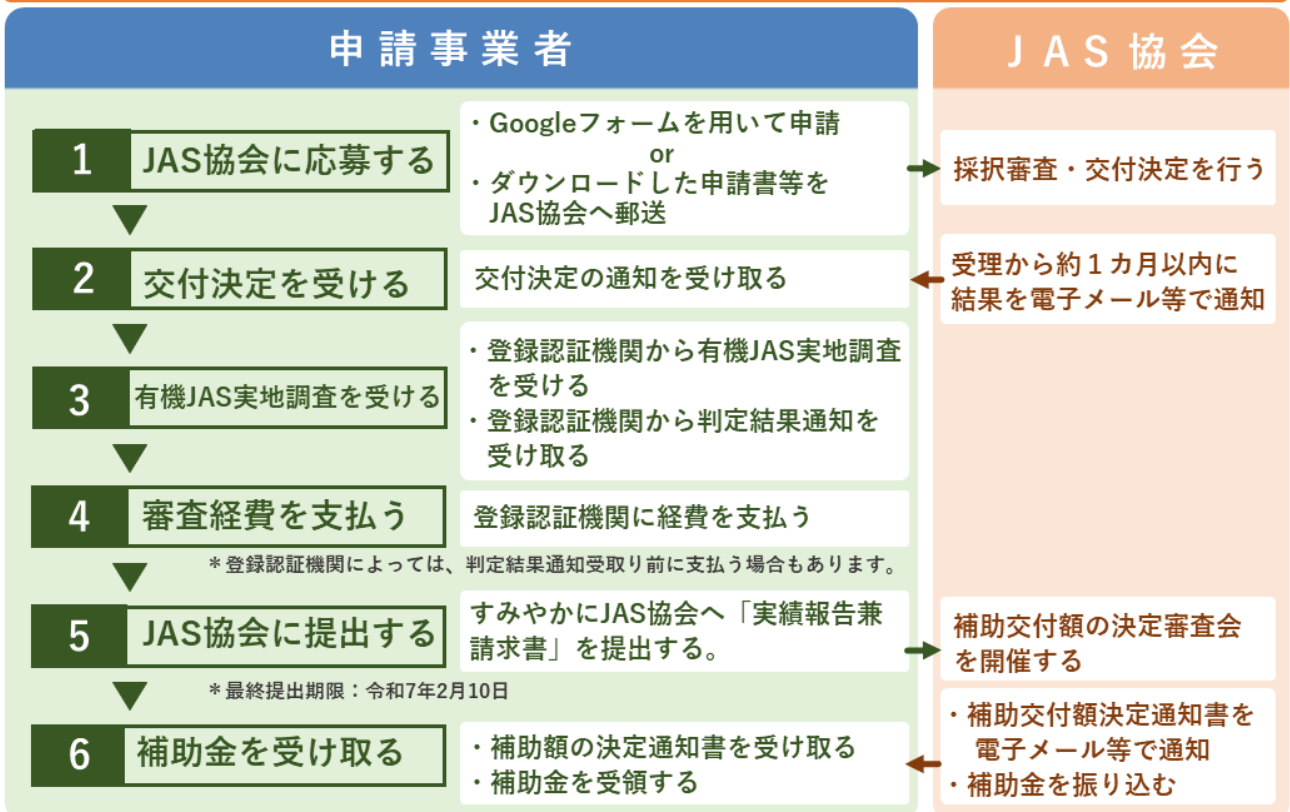 申請事業者
JAS協会
1 JAS協会に応募する
・Googleフォームを用いて申請
or
・ダウンロードした申請書等を
JAS協会へ郵送
採択審査・交付決定を行う
2 交付決定を受ける
交付決定の通知を受け取る
受理から約１カ月以内に
結果を電子メール等で通知
3 有機JAS実地調査を受ける
・登録認証機関から有機JAS実地調査
を受ける
・登録認証機関から判定結果通知を
受け取る
4 審査経費を支払う
登録認証機関に経費を支払う
＊登録認証機関によっては、判定結果通知受取り前に支払う場合もあります。
5 JAS協会に提出する
すみやかにJAS協会へ「実績報告兼
請求書」を提出する。
補助交付額の決定審査会
を開催する
＊最終提出期限：令和7年2月10日
6 補助金を受け取る
・補助額の決定通知書を受け取る
・補助金を受領する
・補助交付額決定通知書を
電子メール等で通知
・補助金を振り込む